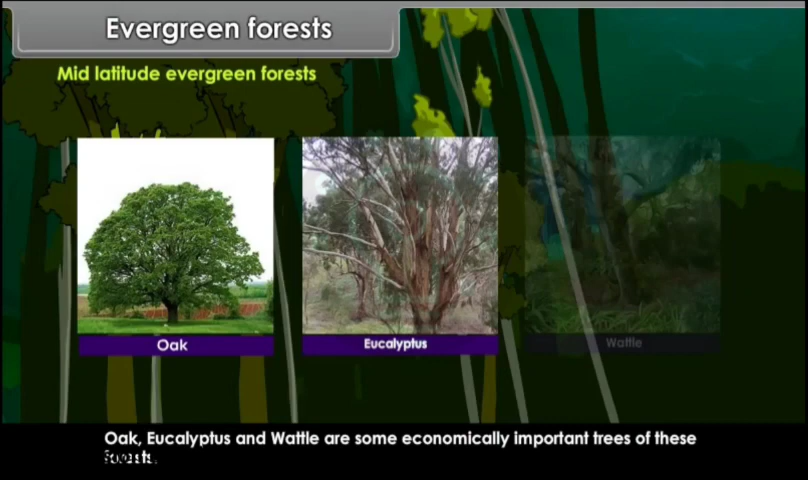 Evergreen forests
Mid latitude evergreen forests
Oak
Eucalyptus
Wattle
Oak, Eucalyptus and Wattle are some economically important trees of these
forests.